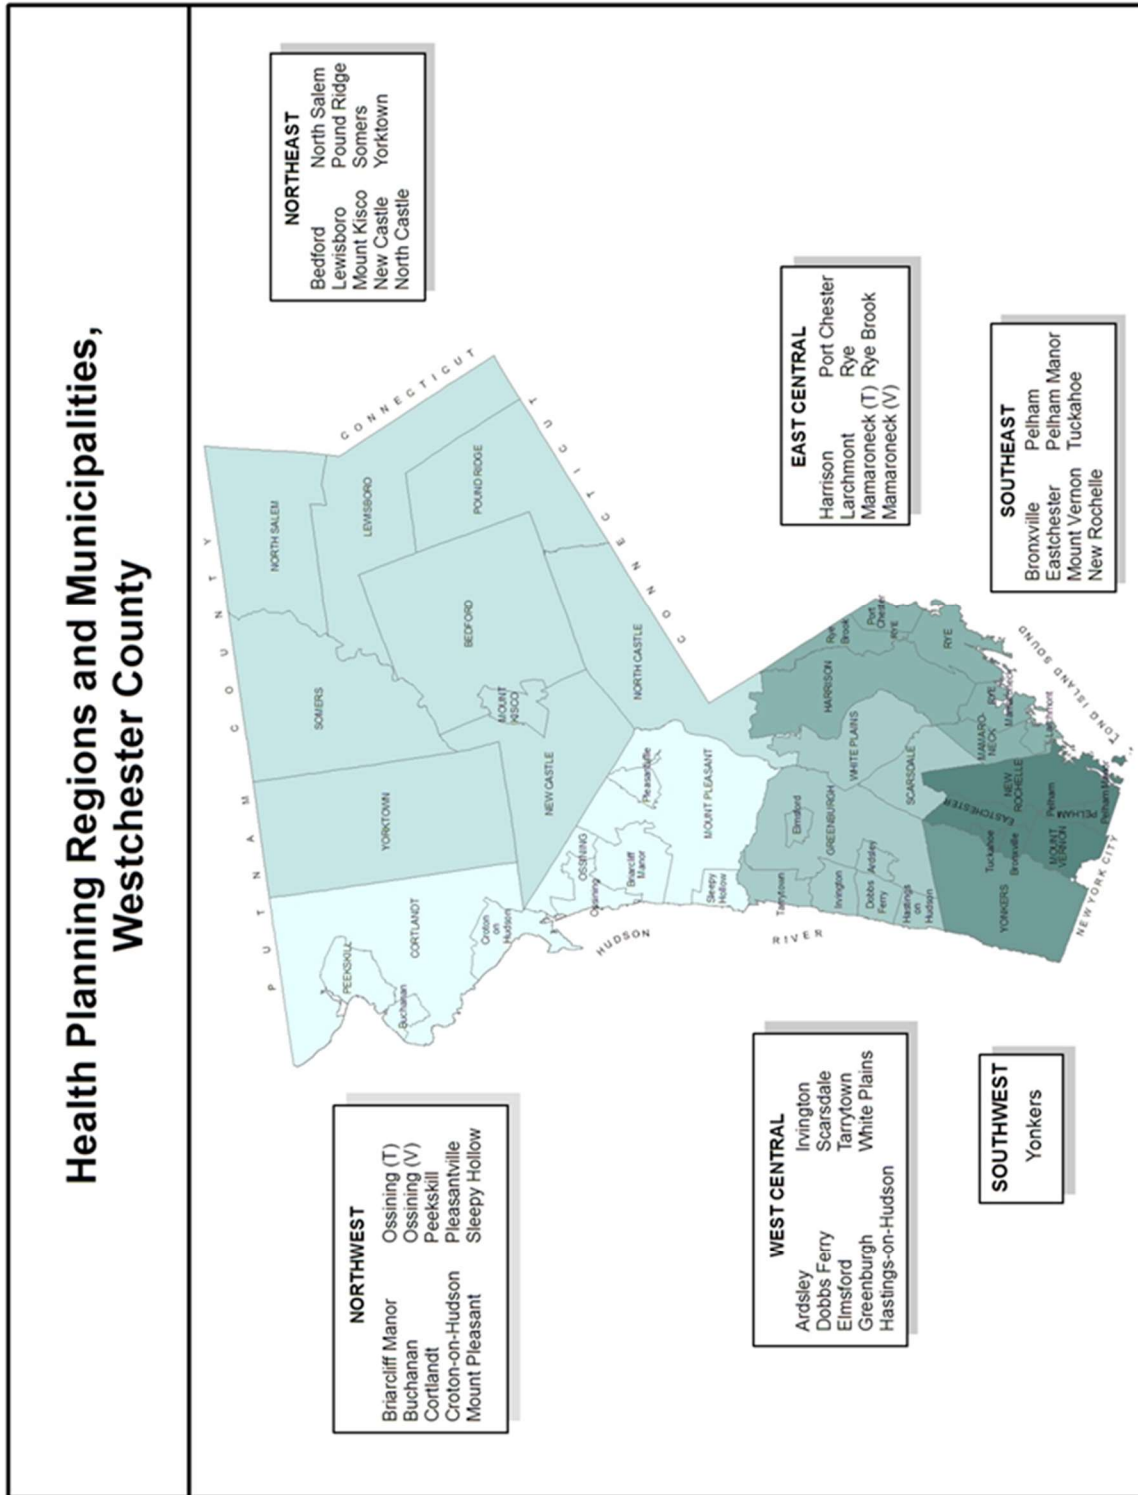 Health Planning Regions and Municipalities,
Westchester County
NORTHWEST
Briarcliff Manor Ossining (T)
Buchanan Ossining (V)
Cortlandt Peekskill
Croton-on-Hudson Pleasantville
Mount Pleasant Sleepy Hollow
NORTHEAST
Bedford North Salem
Lewisboro Pound Ridge
Mount Kisco Somers
New Castle Yorktown
North Castle
WEST CENTRAL
Ardsley Irvington
Dobbs Ferry Scarsdale
Elmsford Tarrytown
Greenburgh White Plains
Hastings-on-Hudson
EAST CENTRAL
Harrison Port Chester
Larchmont Rye
Mamaroneck (T) Rye Brook
Mamaroneck (V)
SOUTHWEST
Yonkers
SOUTHEAST
Bronxville Pelham
Eastchester Pelham Manor
Mount Vernon Tuckahoe
New Rochelle
PUTNAM COUNTY
CONNECTICUT
CONNECTICUT
HUDSON
RIVER
NEW YORK CITY
LONG ISLAND SOUND
NORTH SALEM
SOMERS
YORKTOWN
LEWISBORO
PEEKSKILL
CORTLANDT
Buchanan
POUND RIDGE
BEDFORD
MOUNT
KISCO
Croton
on
Hudson
NEW CASTLE
OSSINING
Ossining
Briarcliff
Manor
NORTH CASTLE
Pleasantville
MOUNT PLEASANT
Sleepy
Hollow
Tarrytown
Elmsford
GREENBURGH
HARRISON
Rye
Brook
Port
Chester
RYE
WHITE PLAINS
Irvington
Dobbs
Ferry
Ardsley
Hastings
on
Hudson
SCARSDALE
RYE
MAMARO-
NECK
RYE
Mamaroneck
Larchmont
YONKERS
Tuckahoe
EASTCHESTER
NEW
ROCHELLE
Bronxville
MOUNT
VERNON
Pelham
PELHAM
Pelham Manor